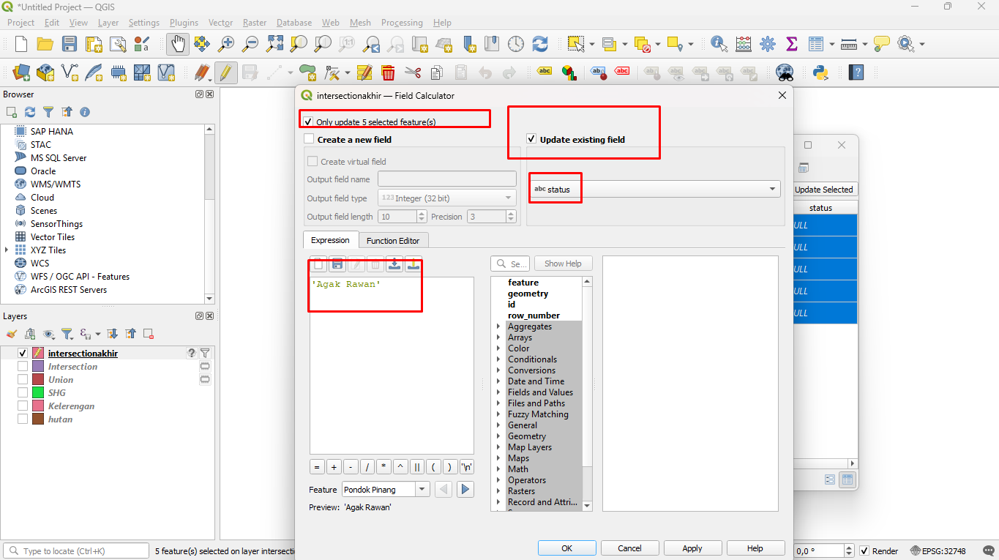 *Untitled Project — QGIS
Project Edit View Layer Settings Plugins Vector Raster Database Web Mesh Processing Help
Browser
SAP HANA
STAC
MS SQL Server
Oracle
WMS/WMTS
Cloud
Scenes
SensorThings
Vector Tiles
XYZ Tiles
WCS
WFS / OGC API - Features
ArcGIS REST Servers
Layers
intersectionakhir
Intersection
Union
SHG
Kelerengan
hutan
intersectionakhir — Field Calculator
Only update 5 selected feature(s)
Create a new field
Update existing field
Create virtual field
Output field name
Output field type 123 Integer (32 bit)
Output field length 10 Precision 3
abc status
Expression Function Editor
Se... Show Help
'Agak Rawan'
feature
geometry
id
row_number
Aggregates
Arrays
Color
Conditionals
Conversions
Date and Time
Fields and Values
Files and Paths
Fuzzy Matching
General
Geometry
Map Layers
Maps
Math
Operators
Rasters
Record and Attri...
= + - / * ^ || ( ) '\n'
Feature Pondok Pinang
Preview: 'Agak Rawan'
OK Cancel Apply Help
Update Selected
status
ULL
ULL
ULL
ULL
ULL
Type to locate (Ctrl+K) 5 feature(s) selected on layer intersecti
0,0 ° Render EPSG:32748